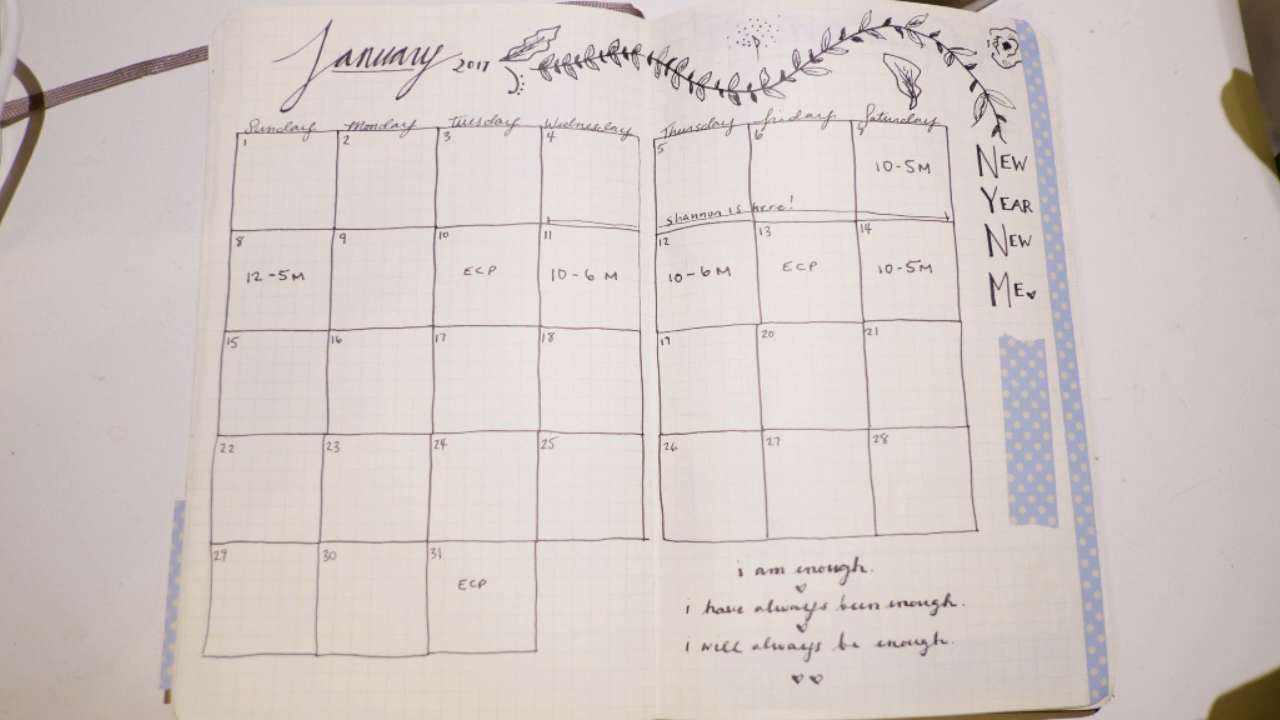 January 2017
Sunday Monday Tuesday Wednesday Thursday Friday Saturday
1 2 3 4 5 6 7
10-5M
shannon is here!
8 9 10 11 12 13 14
12-5M ECP 10-6 M 10-6M ECP 10-5M
15 16 17 18 19 20 21
22 23 24 25 26 27 28
29 30 31
ECP
NEW
YEAR
NEW
ME
i am enough.
i have always been enough.
i will always be enough.